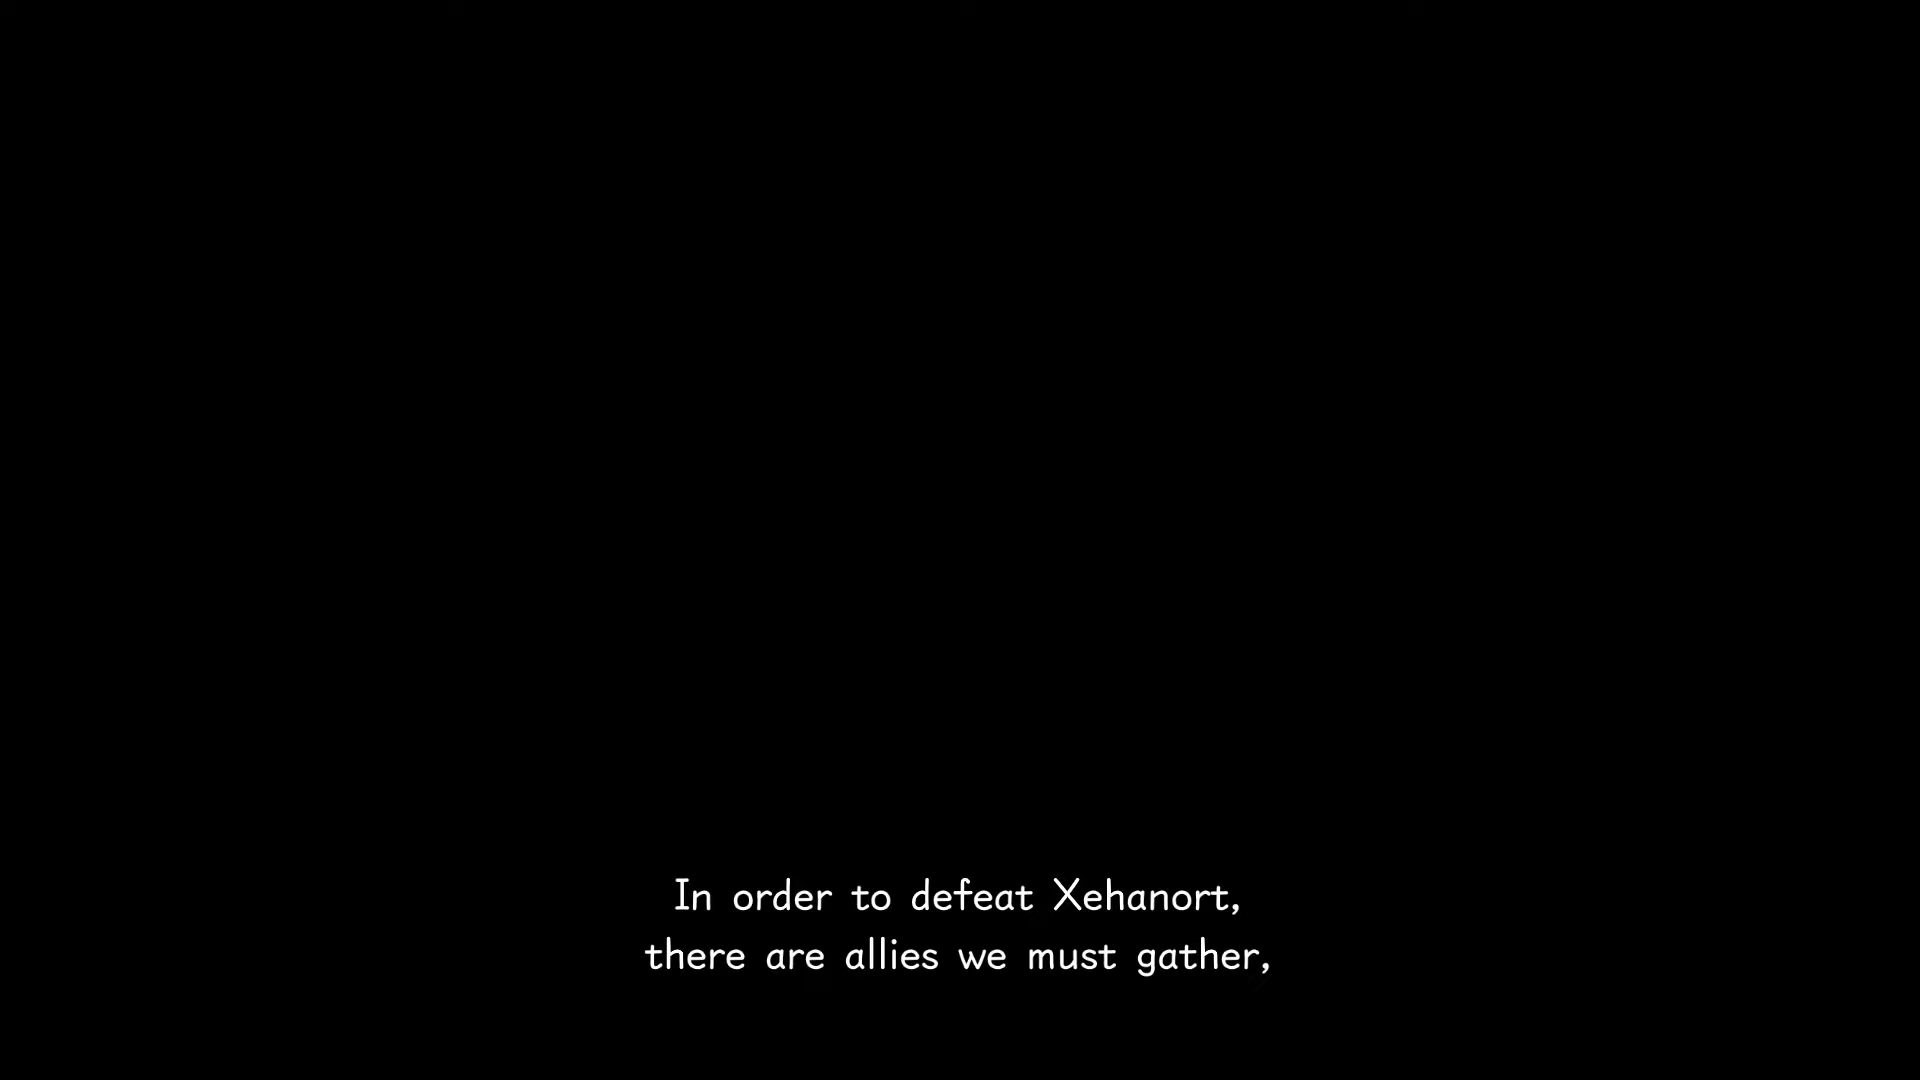 In order to defeat Xehanort,
there are allies we must gather,